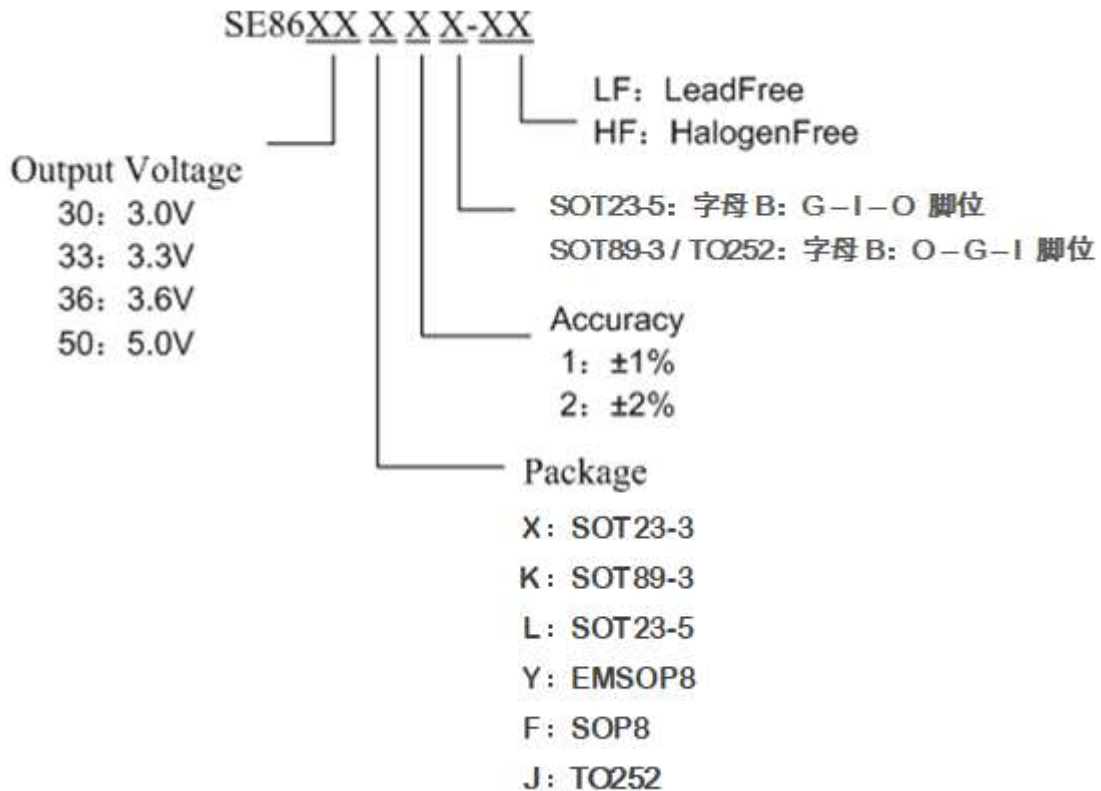 SE86XX X X X-XX
LF：LeadFree
HF：HalogenFree
Output Voltage
30：3.0V
33：3.3V
36：3.6V
50：5.0V
SOT23-5：字母 B：G – I – O 脚位
SOT89-3 / TO252：字母 B：O – G – I 脚位
Accuracy
1：±1%
2：±2%
Package
X：SOT23-3
K：SOT89-3
L：SOT23-5
Y：EMSOP8
F：SOP8
J：TO252